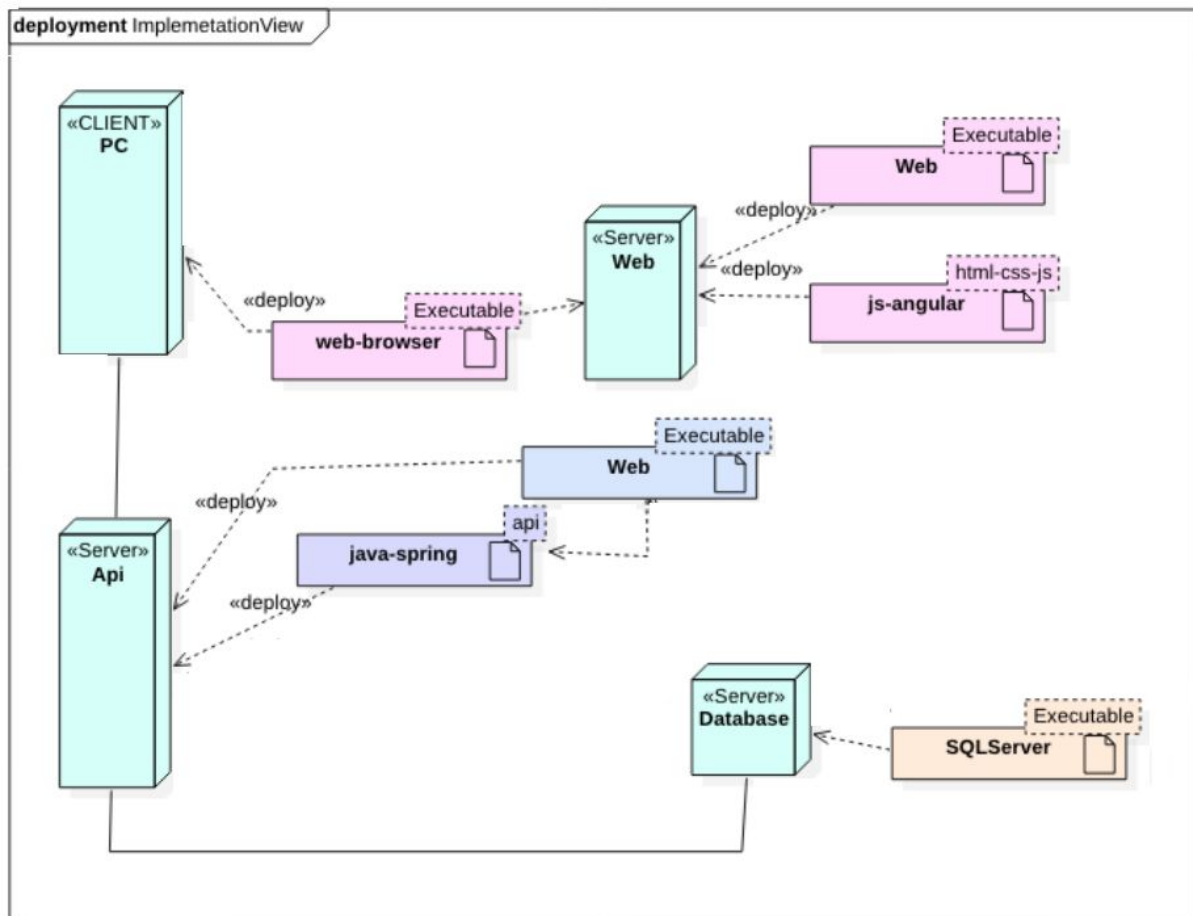 deployment ImplemetationView
«CLIENT»
PC
Executable
Web
«deploy»
«Server»
Web
«deploy»
html-css-js
js-angular
«deploy»
Executable
web-browser
Executable
Web
«deploy»
api
java-spring
«Server»
Api
«deploy»
«Server»
Database
Executable
SQLServer